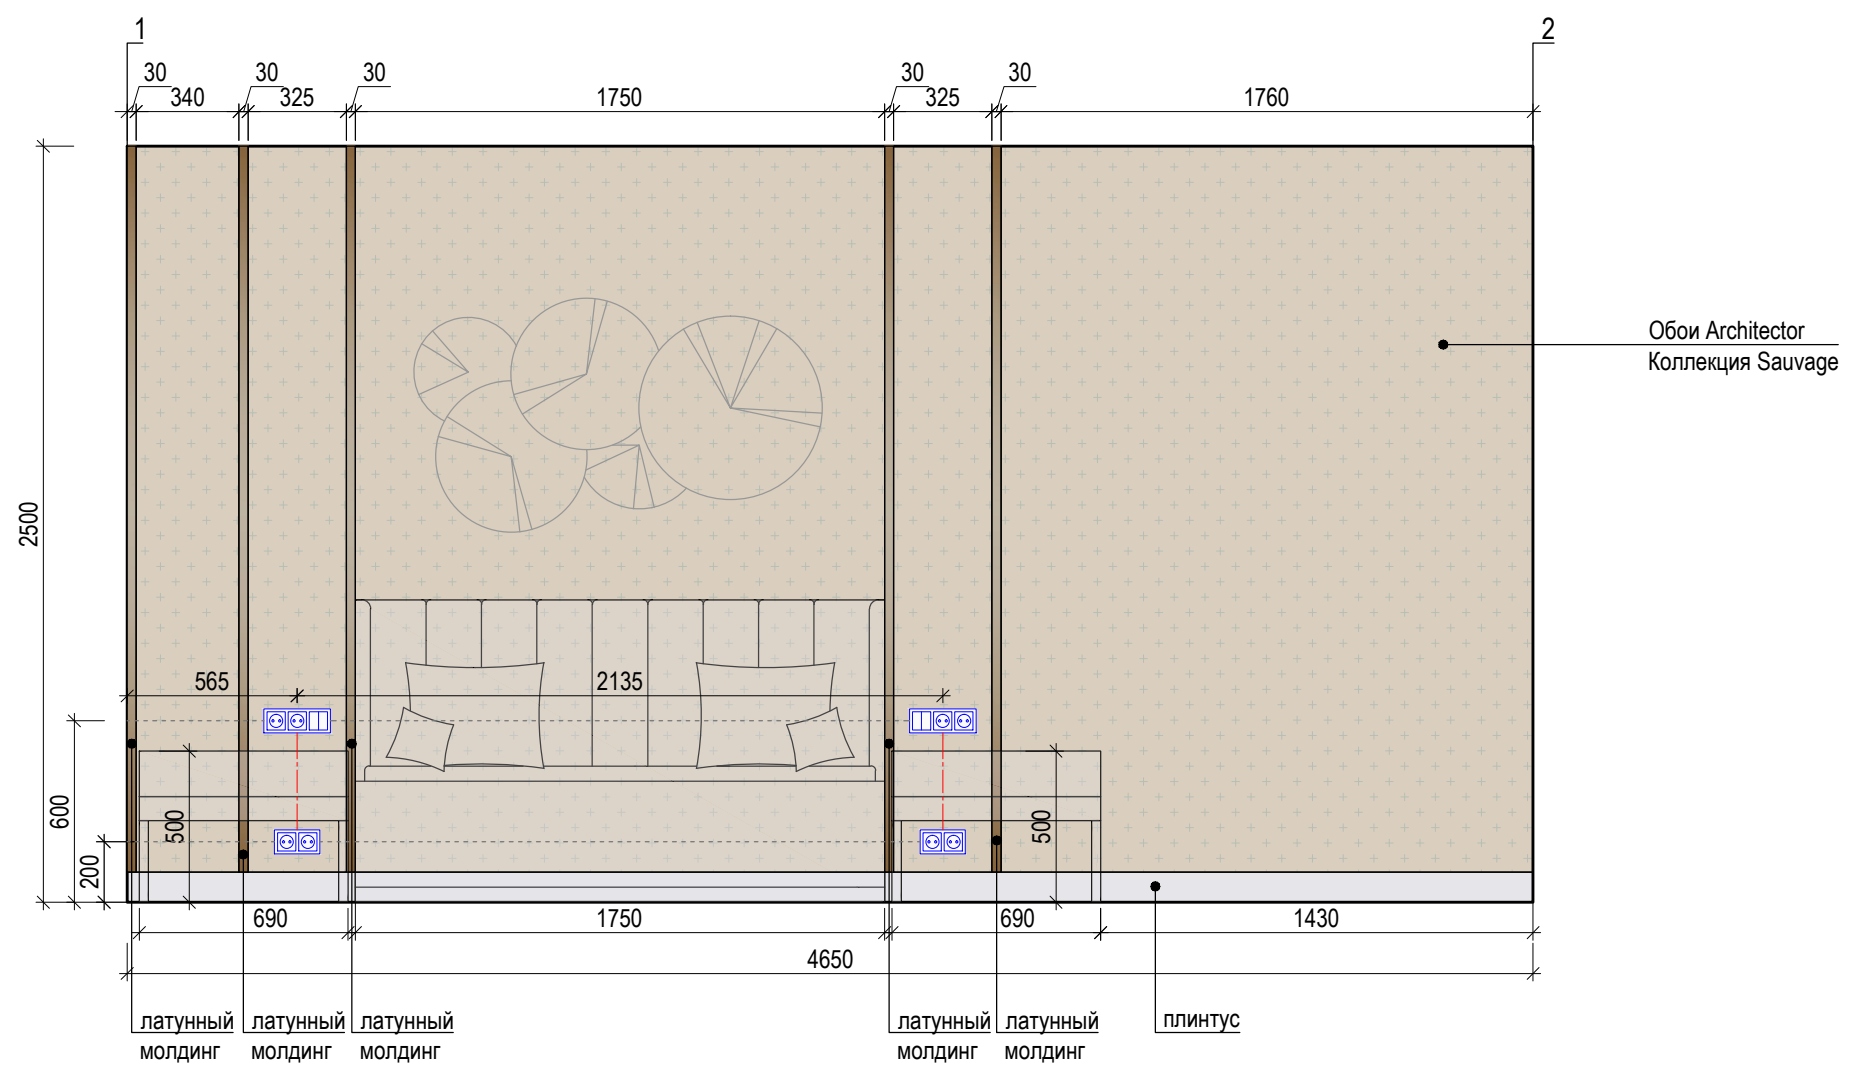 1
2
30
30
30
30
30
340
325
1750
325
1760
2500
Обои Architector
Коллекция Sauvage
565
2135
600
200
500
500
690
1750
690
1430
4650
латунный
молдинг
латунный
молдинг
латунный
молдинг
латунный
молдинг
латунный
молдинг
плинтус